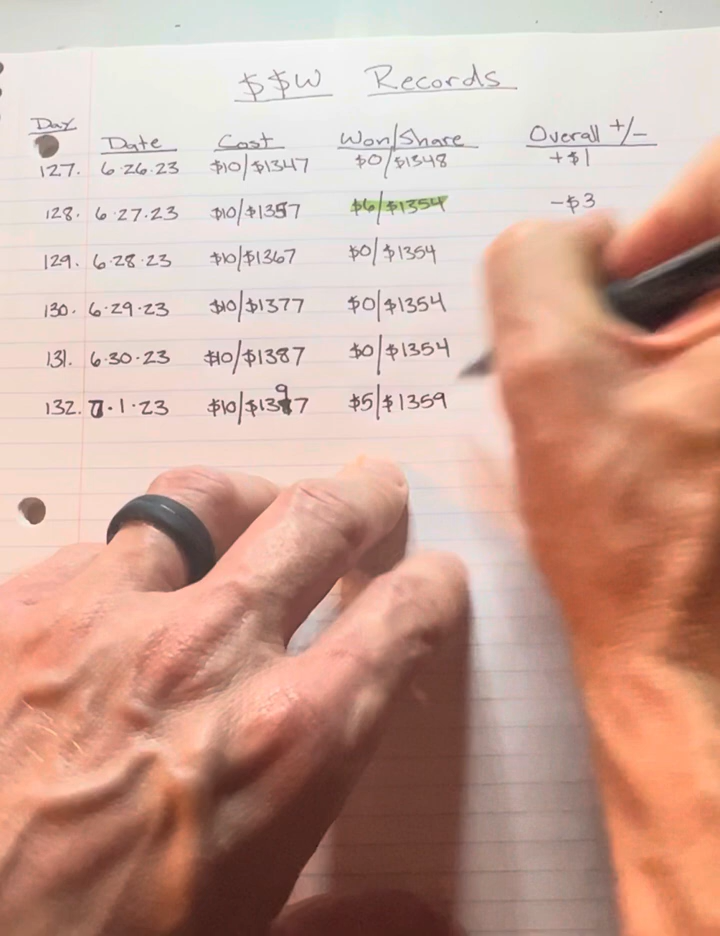 $$W Records
Day Date Cost Won/Share Overall +/-
127. 6.26.23 $10/$1347 $0/$1348 +$1
128. 6.27.23 $10/$1357 $6/$1354 -$3
129. 6.28.23 $10/$1367 $0/$1354
130. 6.29.23 $10/$1377 $0/$1354
131. 6.30.23 $10/$1387 $0/$1354
132. 7.1.23 $10/$1397 $5/$1359